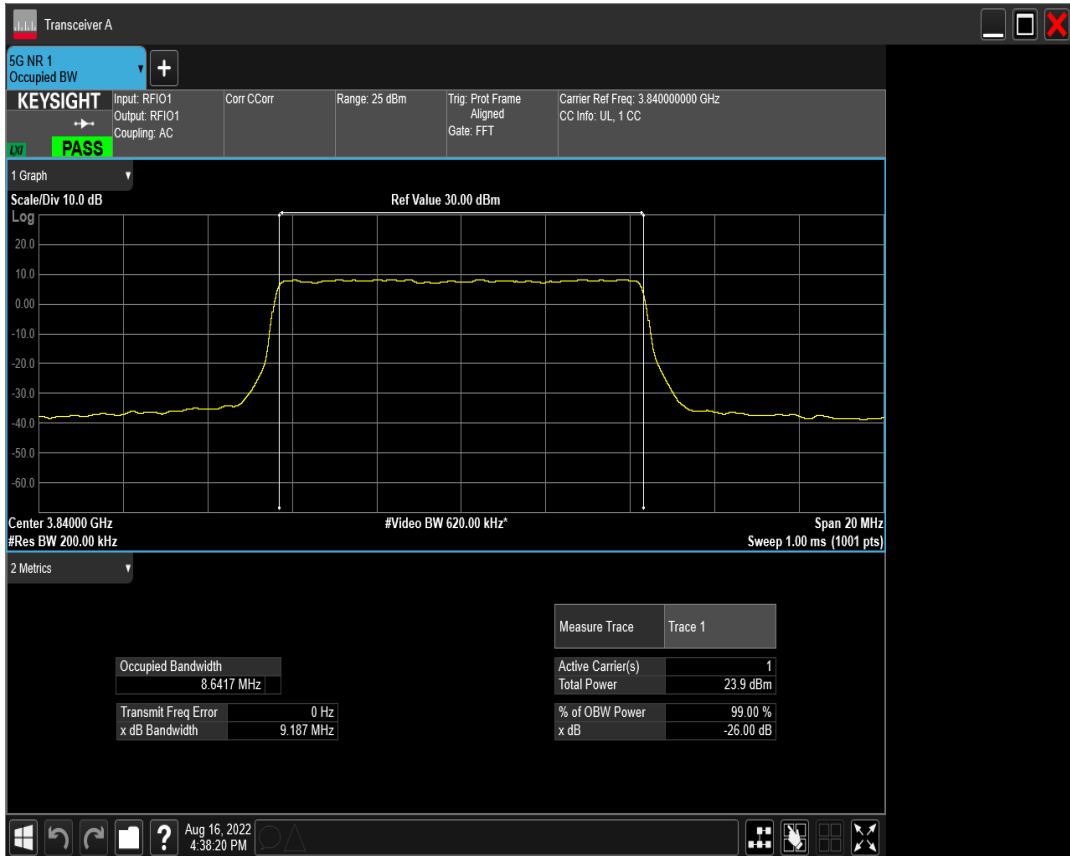 Transceiver A
5G NR 1
Occupied BW
KEYSIGHT
LXI
PASS
Input: RFIO1
Output: RFIO1
Coupling: AC
Corr CCorr
Range: 25 dBm
Trig: Prot Frame
Aligned
Gate: FFT
Carrier Ref Freq: 3.840000000 GHz
CC Info: UL, 1 CC
1 Graph
Scale/Div 10.0 dB
Ref Value 30.00 dBm
Log
20.0
10.0
0.00
-10.0
-20.0
-30.0
-40.0
-50.0
-60.0
Center 3.84000 GHz
#Video BW 620.00 kHz*
Span 20 MHz
#Res BW 200.00 kHz
Sweep 1.00 ms (1001 pts)
2 Metrics
Measure Trace Trace 1
Occupied Bandwidth
8.6417 MHz
Active Carrier(s) 1
Total Power 23.9 dBm
Transmit Freq Error 0 Hz
x dB Bandwidth 9.187 MHz
% of OBW Power 99.00 %
x dB -26.00 dB
Aug 16, 2022
4:38:20 PM